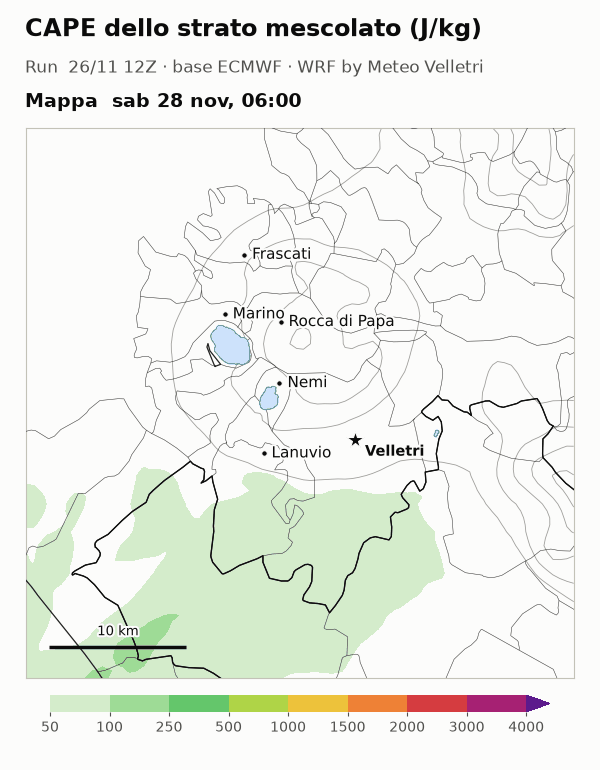 CAPE dello strato mescolato (J/kg)
Run  26/11 12Z · base ECMWF · WRF by Meteo Velletri
Mappa  sab 28 nov, 06:00
Frascati
Marino
Rocca di Papa
Nemi
Velletri
Lanuvio
10 km
50 100 250 500 1000 1500 2000 3000 4000